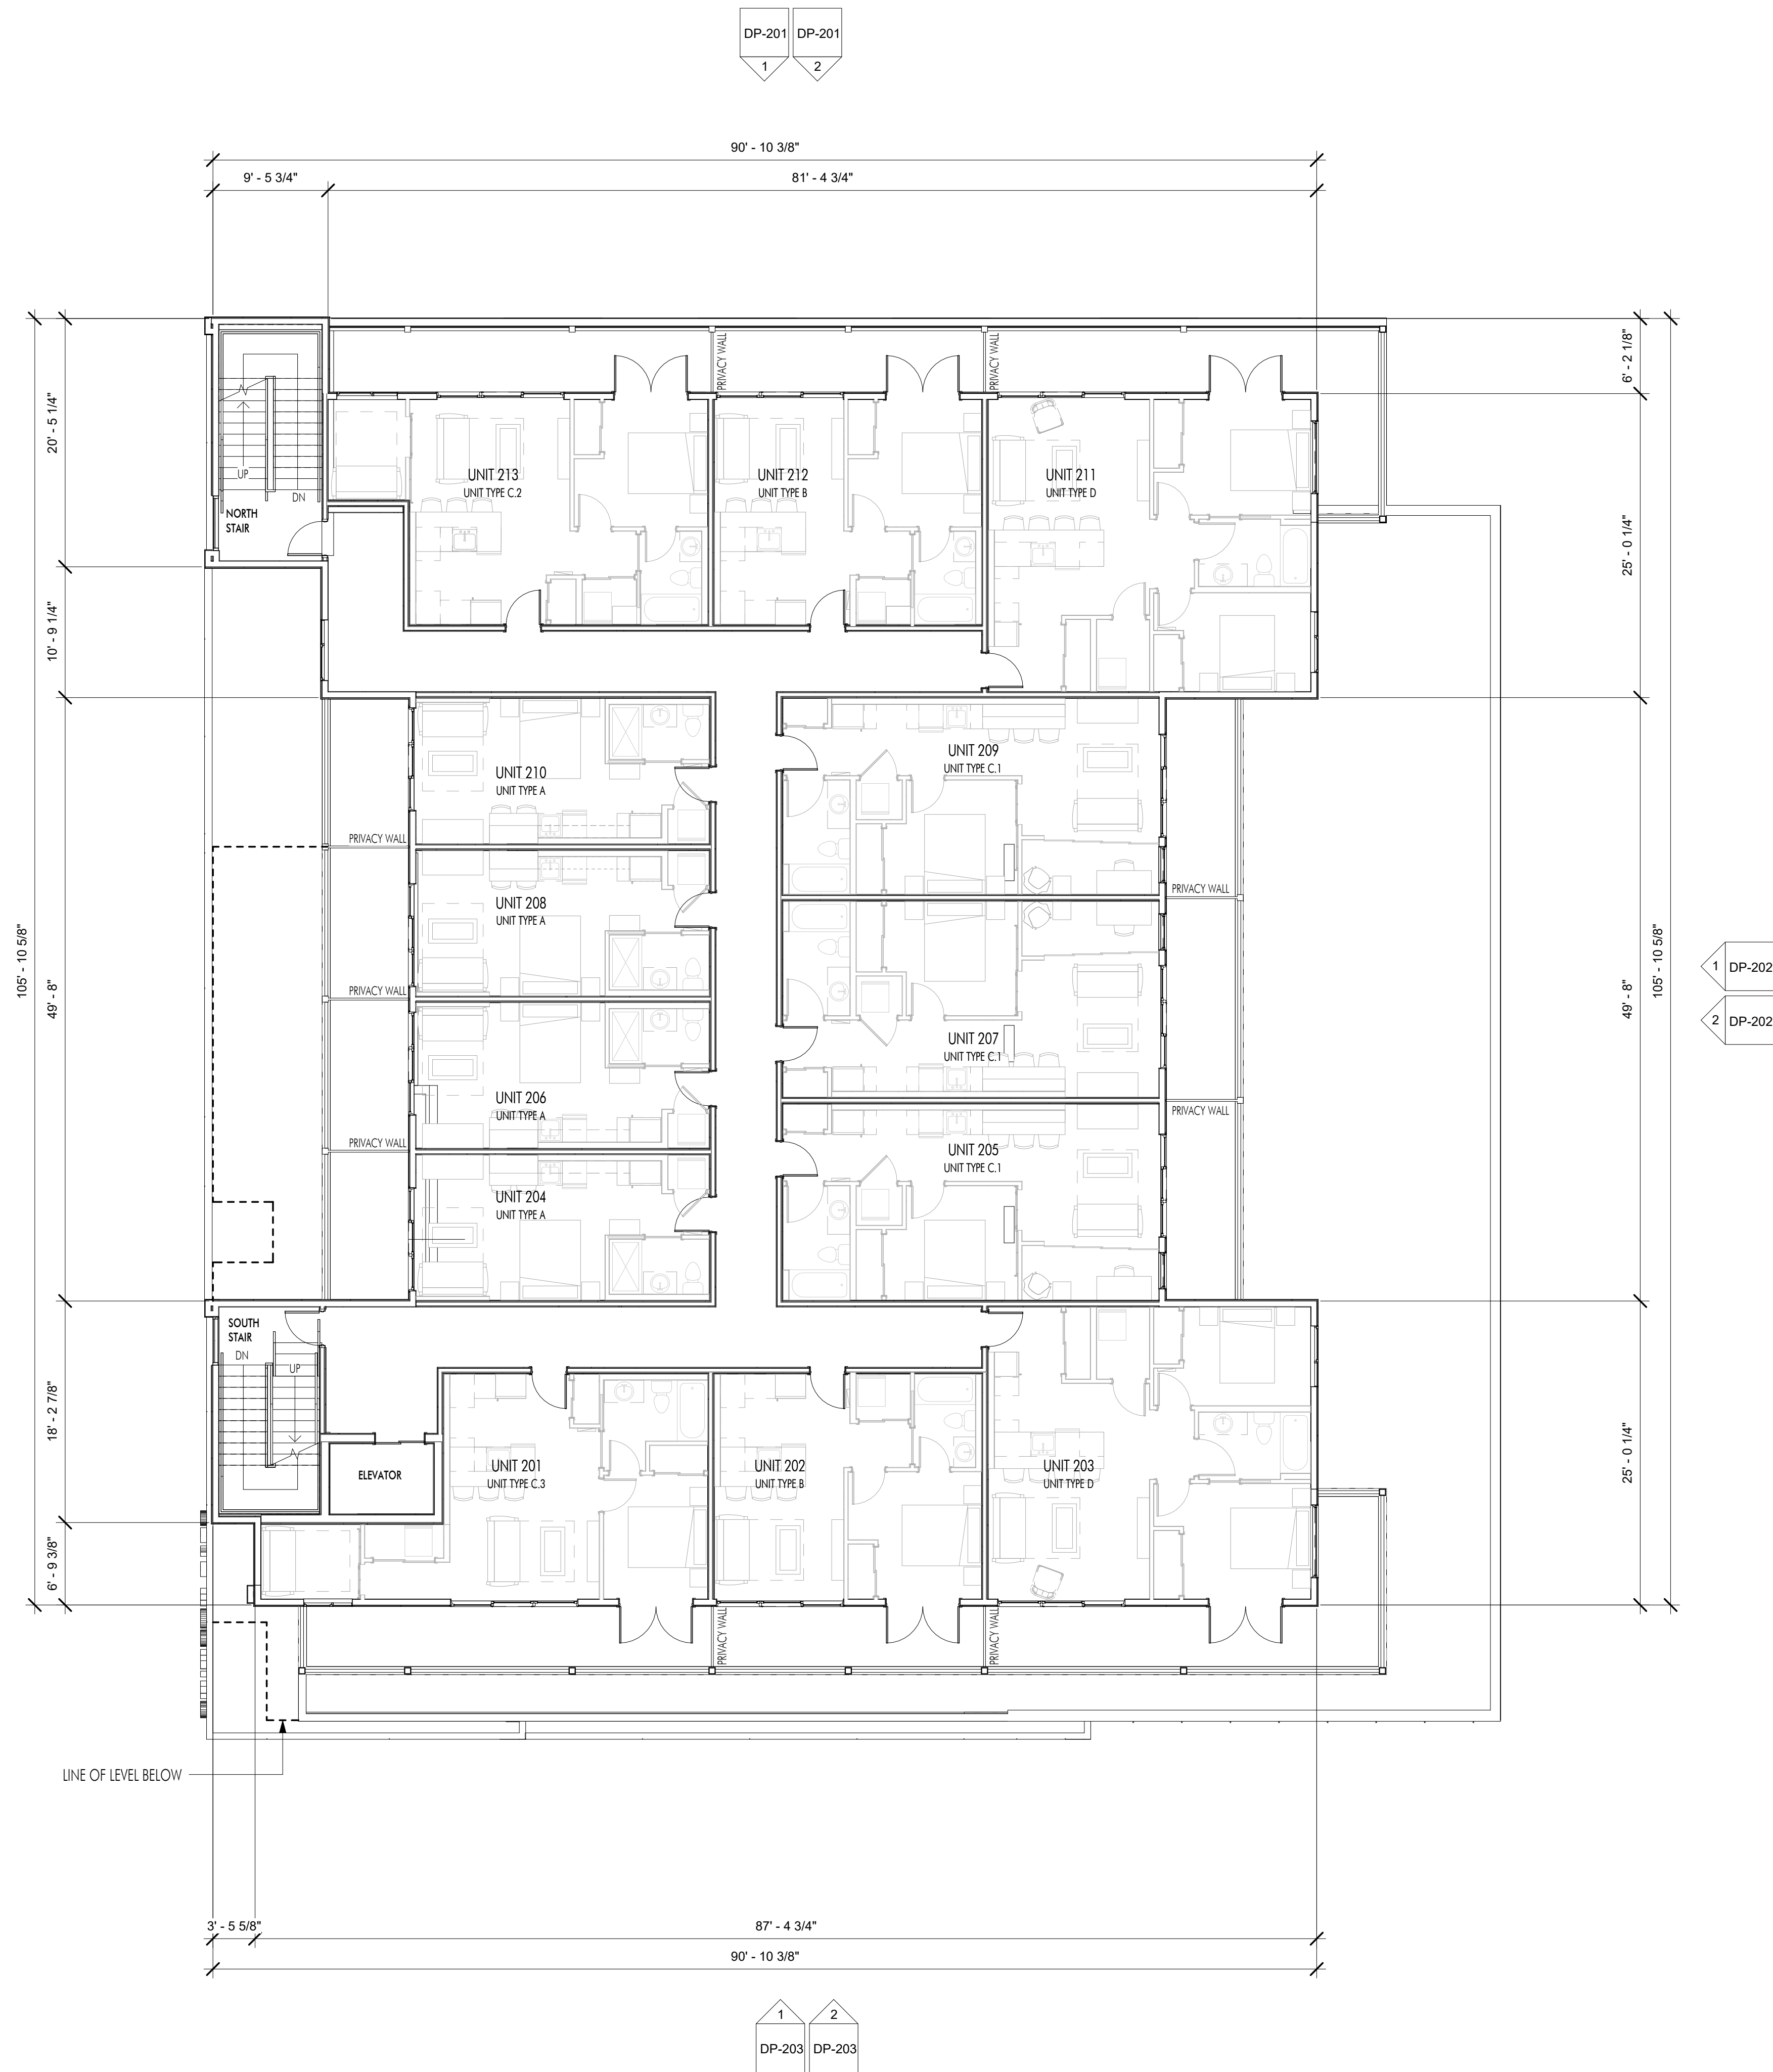 DP-201 DP-201
1 2
90' - 10 3/8"
9' - 5 3/4" 81' - 4 3/4"
105' - 10 5/8"
20' - 5 1/4"
10' - 9 1/4"
49' - 8"
18' - 2 7/8"
6' - 9 3/8"
6' - 2 1/8"
25' - 0 1/4"
49' - 8"
25' - 0 1/4"
105' - 10 5/8"
PRIVACY WALL
PRIVACY WALL
UP
DN
NORTH
STAIR
UNIT 213
UNIT TYPE C.2
UNIT 212
UNIT TYPE B
UNIT 211
UNIT TYPE D
UNIT 210
UNIT TYPE A
UNIT 209
UNIT TYPE C.1
PRIVACY WALL
PRIVACY WALL
UNIT 208
UNIT TYPE A
1 DP-202
2 DP-202
PRIVACY WALL
UNIT 207
UNIT TYPE C.1
UNIT 206
UNIT TYPE A
PRIVACY WALL
PRIVACY WALL
UNIT 205
UNIT TYPE C.1
UNIT 204
UNIT TYPE A
SOUTH
STAIR
DN
UP
ELEVATOR
UNIT 201
UNIT TYPE C.3
UNIT 202
UNIT TYPE B
UNIT 203
UNIT TYPE D
PRIVACY WALL
PRIVACY WALL
LINE OF LEVEL BELOW
3' - 5 5/8" 87' - 4 3/4"
90' - 10 3/8"
1 2
DP-203 DP-203